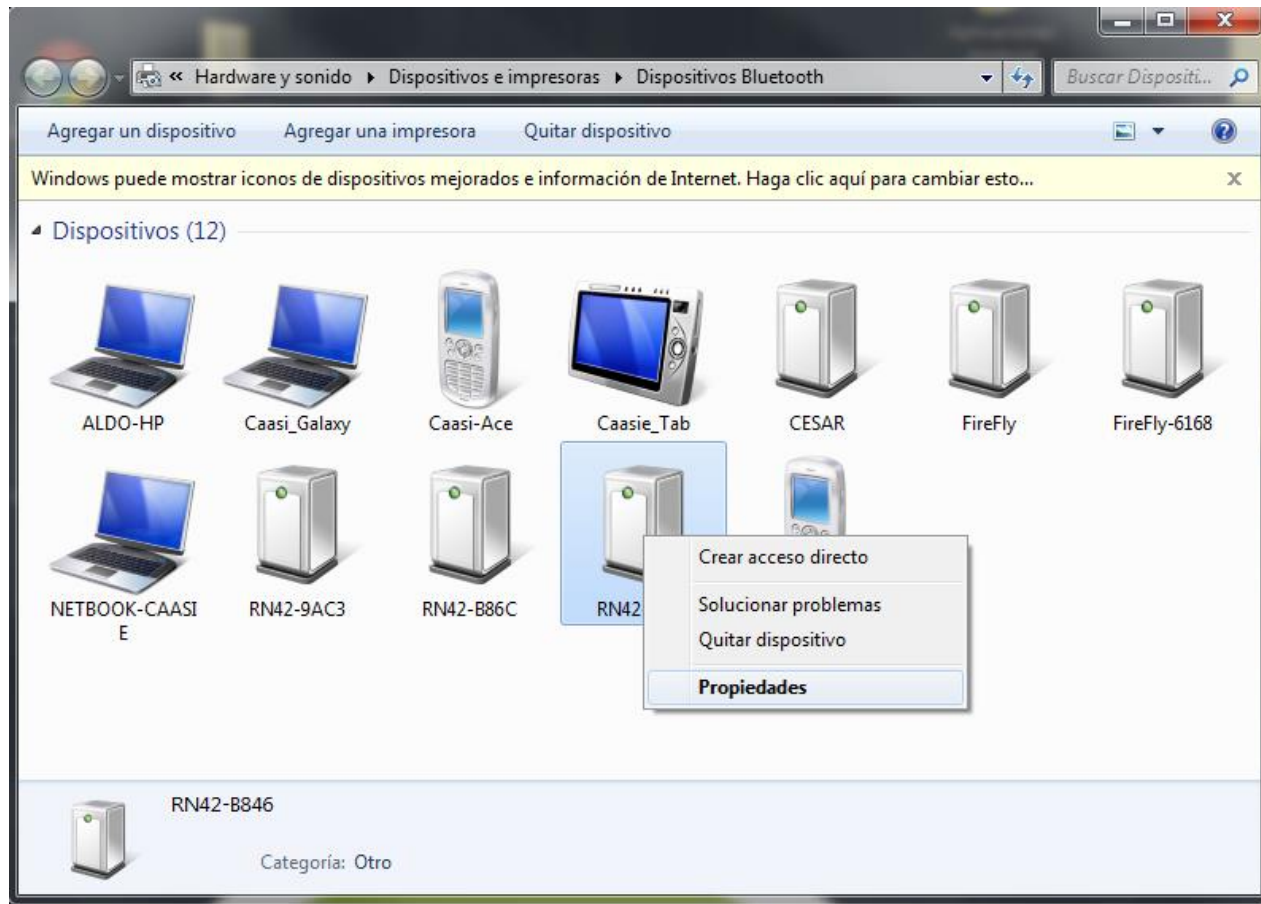 « Hardware y sonido ▸ Dispositivos e impresoras ▸ Dispositivos Bluetooth
Buscar Dispositi...
Agregar un dispositivo Agregar una impresora Quitar dispositivo
Windows puede mostrar iconos de dispositivos mejorados e información de Internet. Haga clic aquí para cambiar esto...
Dispositivos (12)
ALDO-HP Caasi_Galaxy Caasi-Ace Caasie_Tab CESAR FireFly FireFly-6168
NETBOOK-CAASI
E
RN42-9AC3 RN42-B86C RN42
Crear acceso directo
Solucionar problemas
Quitar dispositivo
Propiedades
RN42-B846
Categoría: Otro